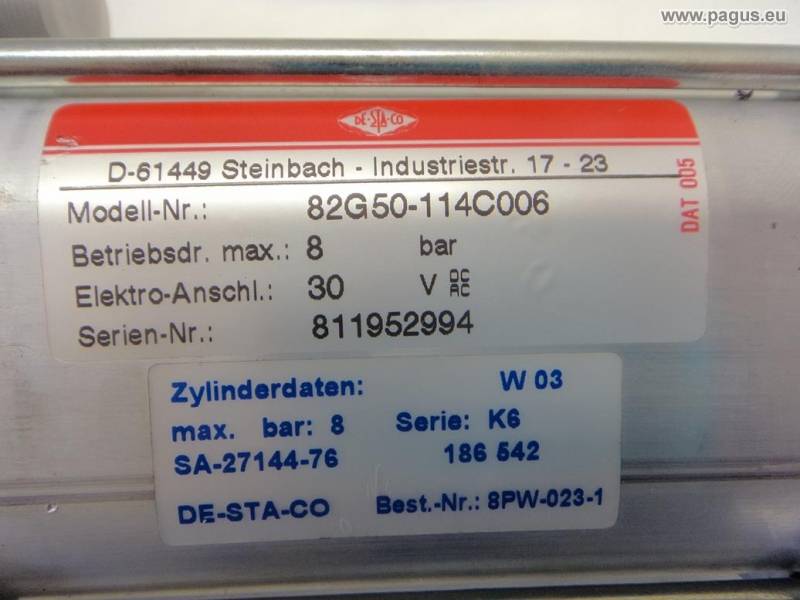 www.pagus.eu
DE-STA-CO
D-61449 Steinbach - Industriestr. 17 - 23
Modell-Nr.: 82G50-114C006
Betriebsdr. max.: 8 bar
Elektro-Anschl.: 30 V DC AC
Serien-Nr.: 811952994
DAT 005
Zylinderdaten: W 03
max. bar: 8 Serie: K6
SA-27144-76 186 542
DE-STA-CO Best.-Nr.: 8PW-023-1